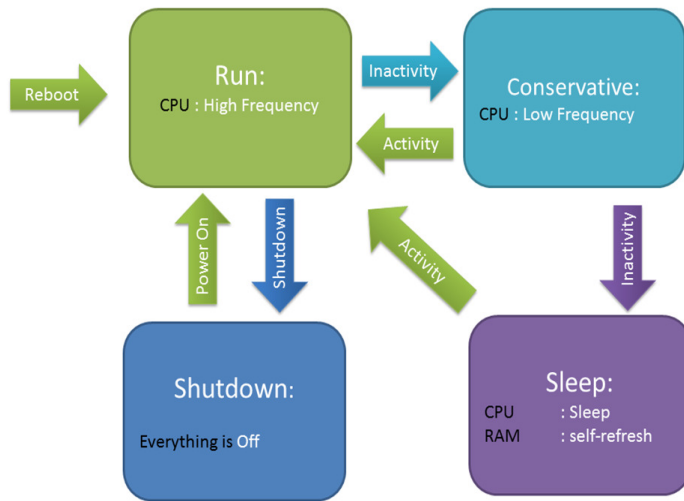 Reboot
Run:
CPU : High Frequency
Inactivity
Activity
Conservative:
CPU : Low Frequency
Power On
Shutdown
Activity
Inactivity
Shutdown:
Everything is Off
Sleep:
CPU : Sleep
RAM : self-refresh